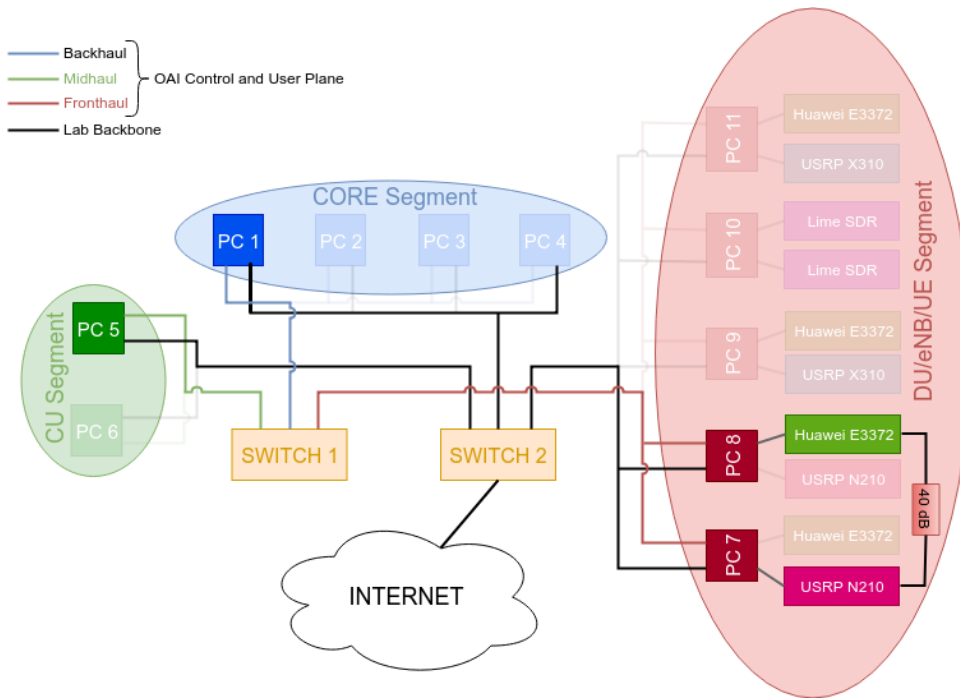 Backhaul
Midhaul
Fronthaul
OAI Control and User Plane
Lab Backbone
CORE Segment
PC 1
PC 2
PC 3
PC 4
CU Segment
PC 5
PC 6
SWITCH 1
SWITCH 2
INTERNET
DU/eNB/UE Segment
PC 11
Huawei E3372
USRP X310
PC 10
Lime SDR
Lime SDR
PC 9
Huawei E3372
USRP X310
PC 8
Huawei E3372
USRP N210
40 dB
PC 7
Huawei E3372
USRP N210